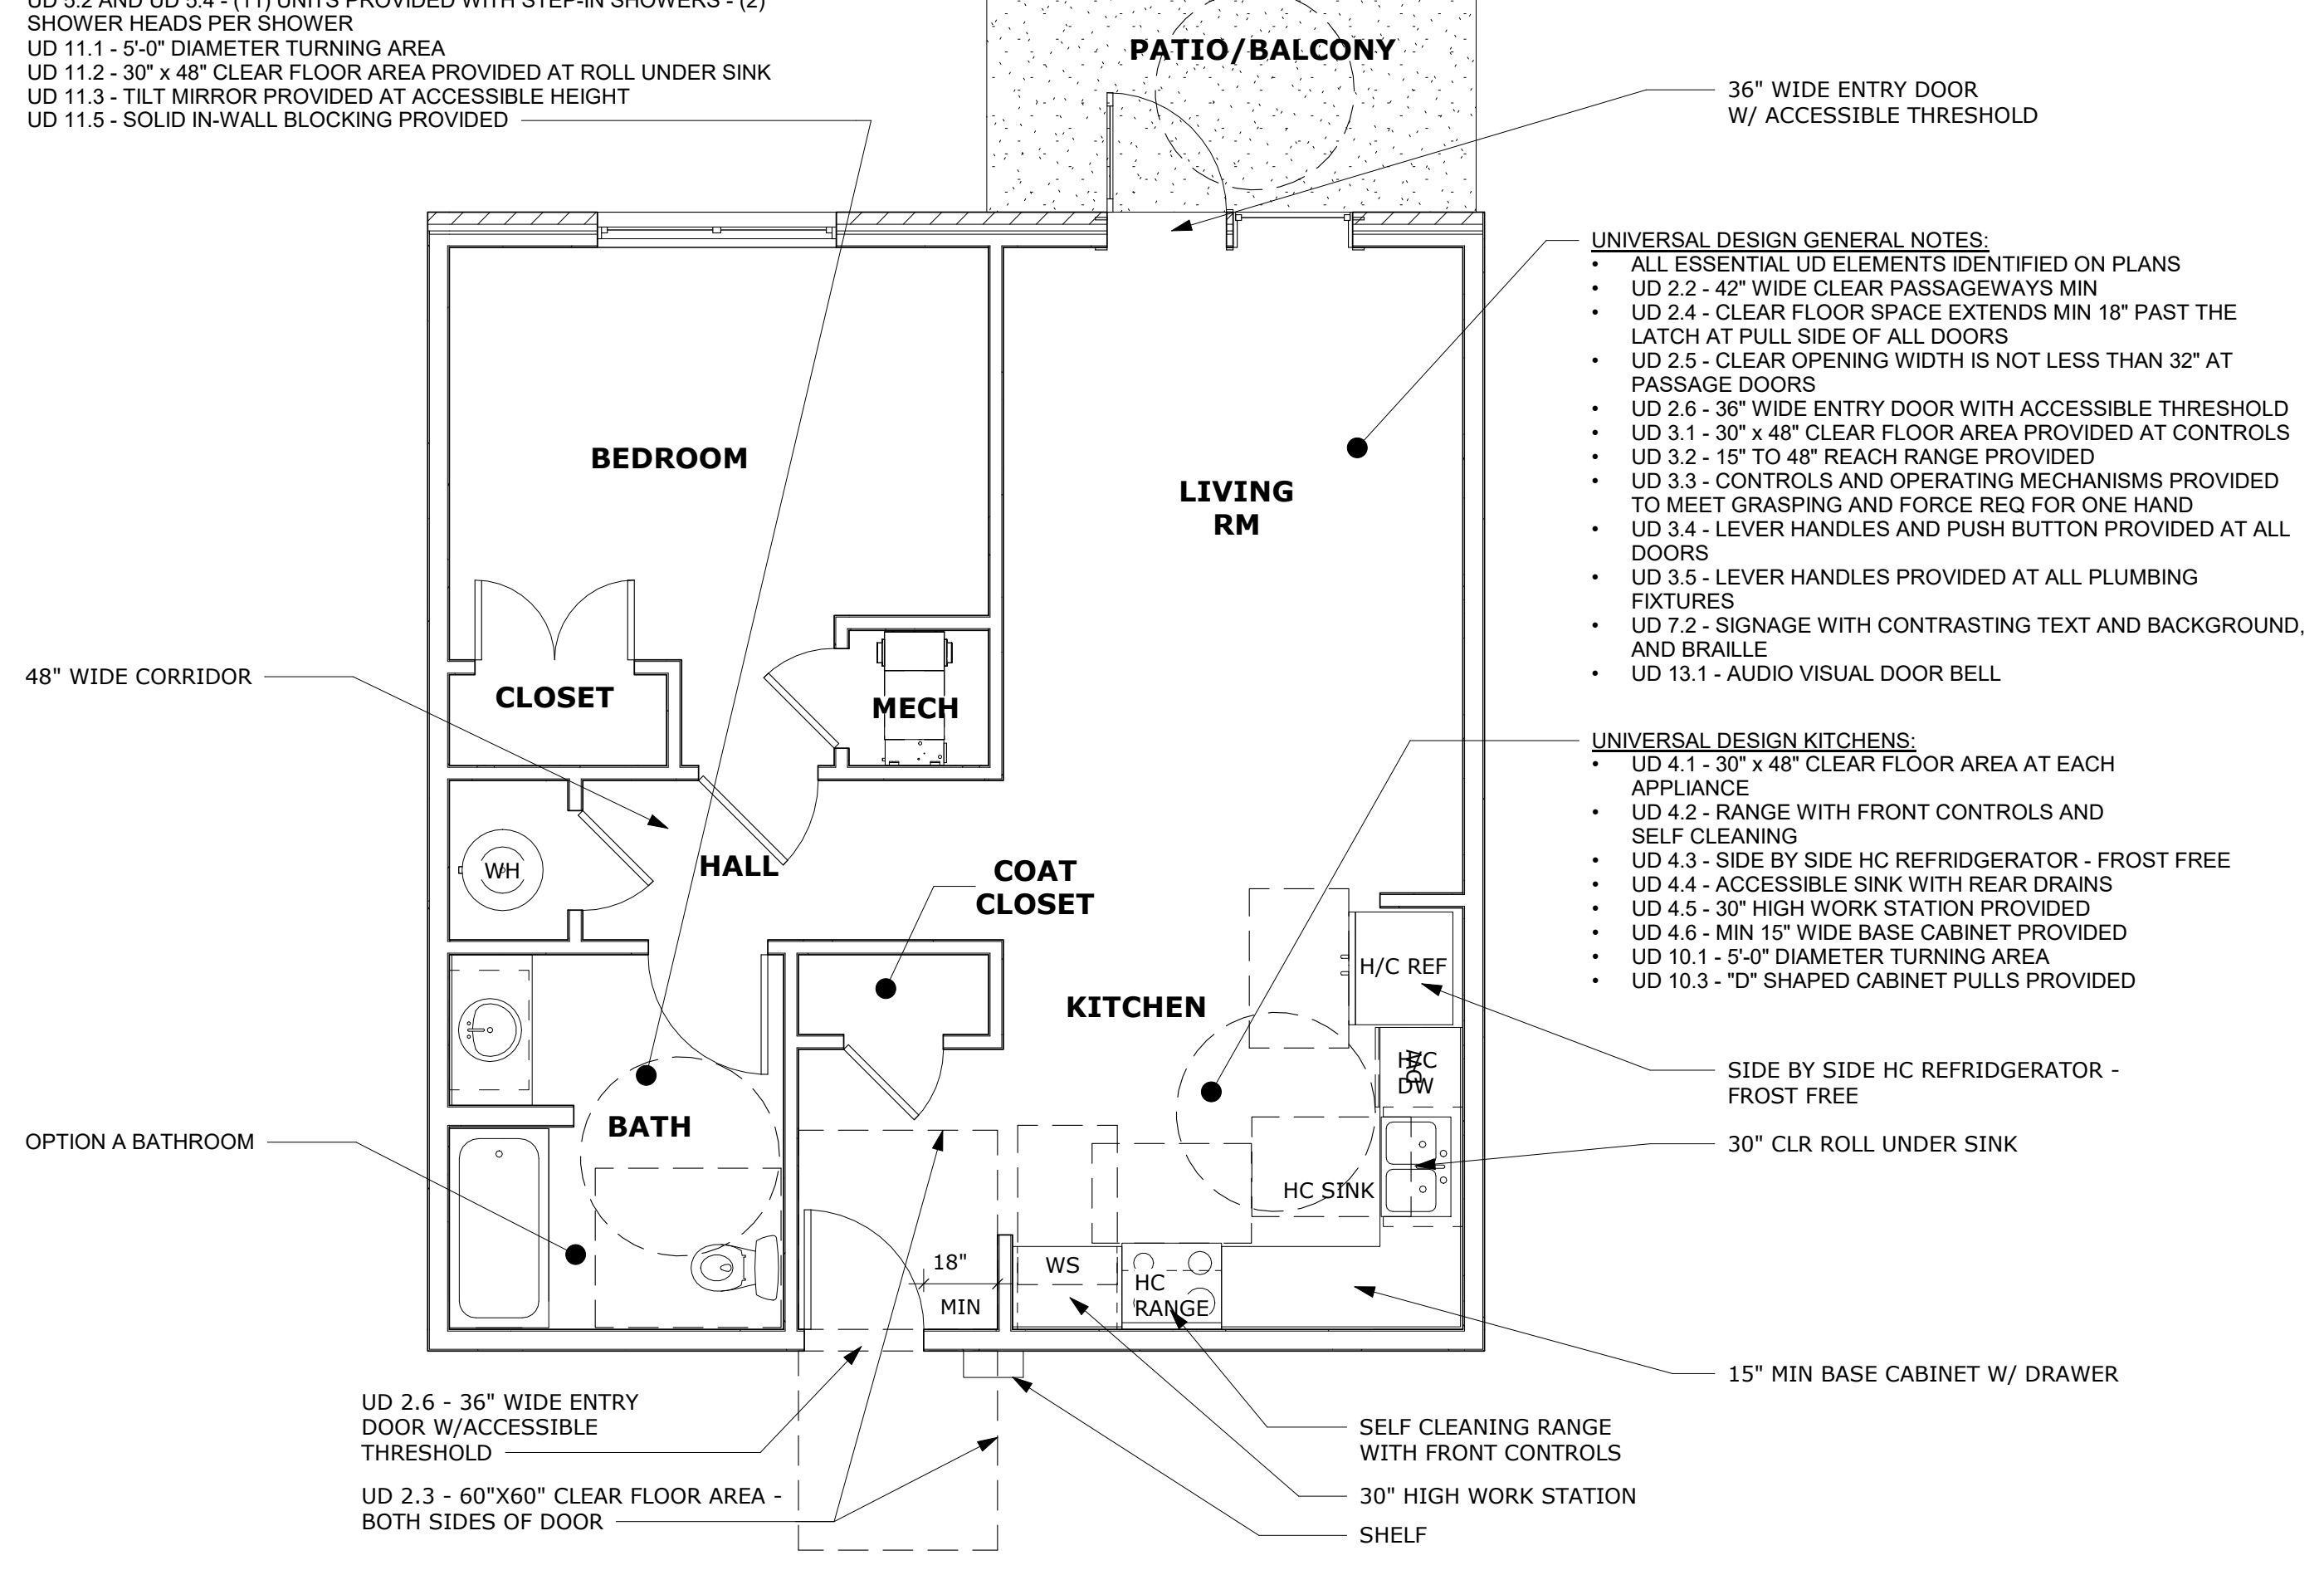 UD 5.2 AND UD 5.4 - (11) UNITS PROVIDED WITH STEP-IN SHOWERS - (2)
SHOWER HEADS PER SHOWER
UD 11.1 - 5'-0" DIAMETER TURNING AREA
UD 11.2 - 30" x 48" CLEAR FLOOR AREA PROVIDED AT ROLL UNDER SINK
UD 11.3 - TILT MIRROR PROVIDED AT ACCESSIBLE HEIGHT
UD 11.5 - SOLID IN-WALL BLOCKING PROVIDED
PATIO/BALCONY
36" WIDE ENTRY DOOR
W/ ACCESSIBLE THRESHOLD
UNIVERSAL DESIGN GENERAL NOTES:
• ALL ESSENTIAL UD ELEMENTS IDENTIFIED ON PLANS
• UD 2.2 - 42" WIDE CLEAR PASSAGEWAYS MIN
• UD 2.4 - CLEAR FLOOR SPACE EXTENDS MIN 18" PAST THE
LATCH AT PULL SIDE OF ALL DOORS
• UD 2.5 - CLEAR OPENING WIDTH IS NOT LESS THAN 32" AT
PASSAGE DOORS
• UD 2.6 - 36" WIDE ENTRY DOOR WITH ACCESSIBLE THRESHOLD
• UD 3.1 - 30" x 48" CLEAR FLOOR AREA PROVIDED AT CONTROLS
• UD 3.2 - 15" TO 48" REACH RANGE PROVIDED
• UD 3.3 - CONTROLS AND OPERATING MECHANISMS PROVIDED
TO MEET GRASPING AND FORCE REQ FOR ONE HAND
• UD 3.4 - LEVER HANDLES AND PUSH BUTTON PROVIDED AT ALL
DOORS
• UD 3.5 - LEVER HANDLES PROVIDED AT ALL PLUMBING
FIXTURES
• UD 7.2 - SIGNAGE WITH CONTRASTING TEXT AND BACKGROUND,
AND BRAILLE
• UD 13.1 - AUDIO VISUAL DOOR BELL
BEDROOM
LIVING
RM
48" WIDE CORRIDOR
CLOSET
MECH
UNIVERSAL DESIGN KITCHENS:
• UD 4.1 - 30" x 48" CLEAR FLOOR AREA AT EACH
APPLIANCE
• UD 4.2 - RANGE WITH FRONT CONTROLS AND
SELF CLEANING
• UD 4.3 - SIDE BY SIDE HC REFRIDGERATOR - FROST FREE
• UD 4.4 - ACCESSIBLE SINK WITH REAR DRAINS
• UD 4.5 - 30" HIGH WORK STATION PROVIDED
• UD 4.6 - MIN 15" WIDE BASE CABINET PROVIDED
• UD 10.1 - 5'-0" DIAMETER TURNING AREA
• UD 10.3 - "D" SHAPED CABINET PULLS PROVIDED
WH
HALL
COAT
CLOSET
H/C REF
KITCHEN
H/C
DW
DW
SIDE BY SIDE HC REFRIDGERATOR -
FROST FREE
BATH
OPTION A BATHROOM
30" CLR ROLL UNDER SINK
HC SINK
18"
MIN
WS
HC
RANGE
15" MIN BASE CABINET W/ DRAWER
UD 2.6 - 36" WIDE ENTRY
DOOR W/ACCESSIBLE
THRESHOLD
SELF CLEANING RANGE
WITH FRONT CONTROLS
UD 2.3 - 60"X60" CLEAR FLOOR AREA -
BOTH SIDES OF DOOR
30" HIGH WORK STATION
SHELF